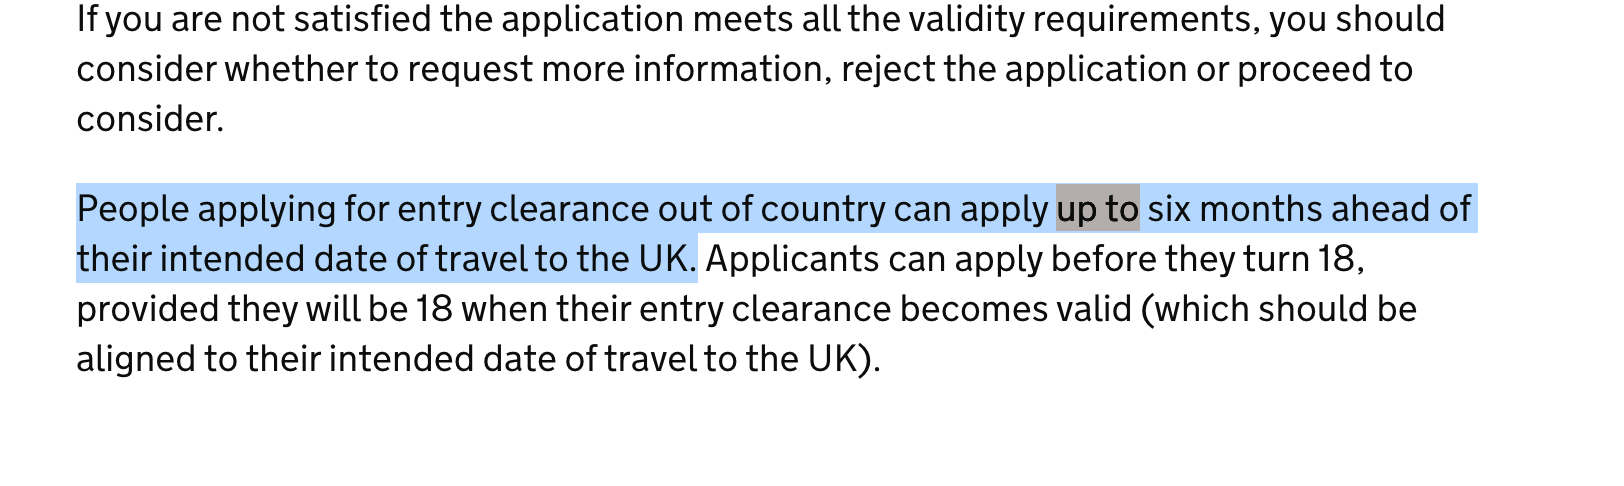 If you are not satisfied the application meets all the validity requirements, you should
consider whether to request more information, reject the application or proceed to
consider.
People applying for entry clearance out of country can apply up to six months ahead of
their intended date of travel to the UK. Applicants can apply before they turn 18,
provided they will be 18 when their entry clearance becomes valid (which should be
aligned to their intended date of travel to the UK).